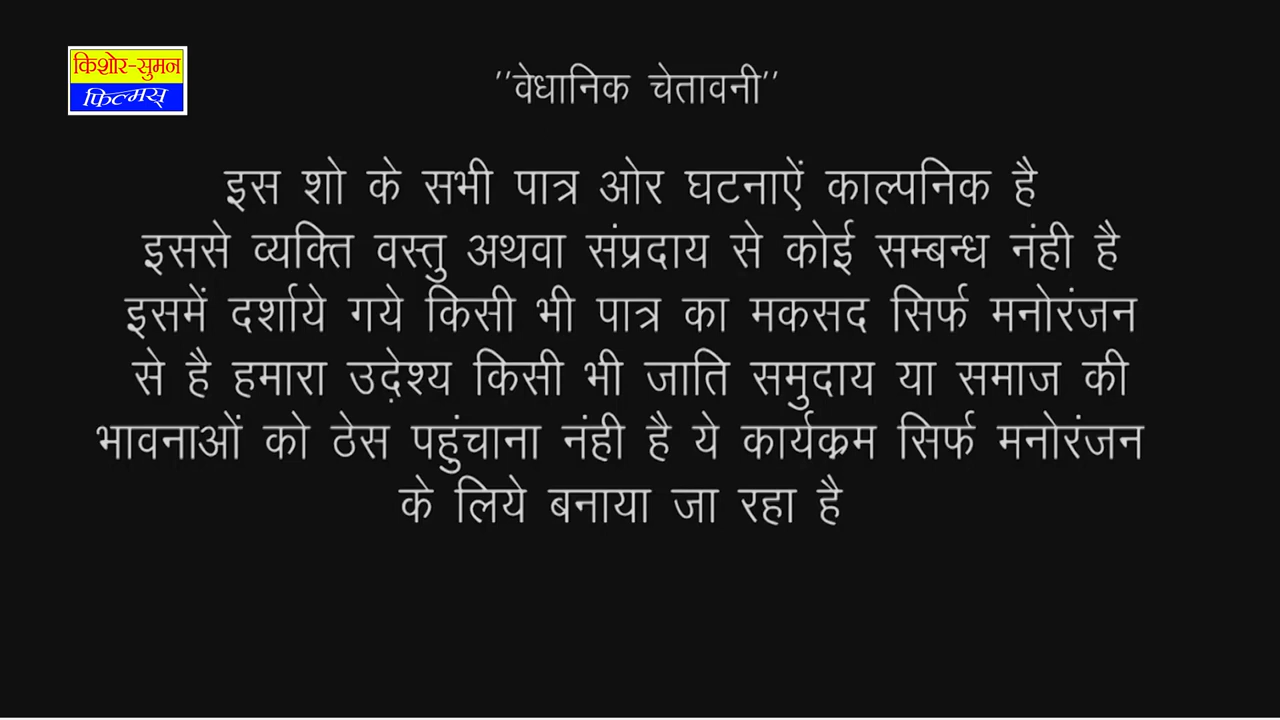 किशोर-सुमन
फिल्मस्
''वेधानिक चेतावनी''
इस शो के सभी पात्र ओर घटनाऐं काल्पनिक है
इससे व्यक्ति वस्तु अथवा संप्रदाय से कोई सम्बन्ध नंही है
इसमें दर्शाये गये किसी भी पात्र का मकसद सिर्फ मनोरंजन
से है हमारा उदे़श्य किसी भी जाति समुदाय या समाज की
भावनाओं को ठेस पहुंचाना नंही है ये कार्यक्रम सिर्फ मनोरंजन
के लिये बनाया जा रहा है